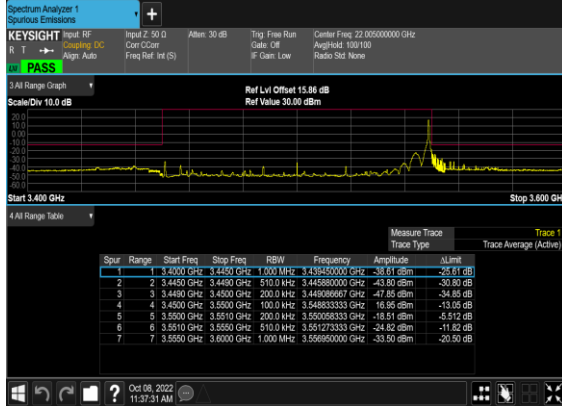 Spectrum Analyzer 1
Spurious Emissions
+
KEYSIGHT Input: RF Input Z: 50 Ω Atten: 30 dB Trig: Free Run Center Freq: 22.005000000 GHz
R T Coupling: DC Corr CCorr Gate: Off Avg|Hold: 100/100
Align: Auto Freq Ref: Int (S) IF Gain: Low Radio Std: None
PASS
3 All Range Graph
Ref Lvl Offset 15.86 dB
Scale/Div 10.0 dB Ref Value 30.00 dBm
20.0
10.0
0.00
-10.0
-20.0
-30.0
-40.0
-50.0
-60.0
Start 3.400 GHz Stop 3.600 GH
4 All Range Table
Measure Trace Trace 1
Trace Type Trace Average (Active)
Spur Range Start Freq Stop Freq RBW Frequency Amplitude ΔLimit
1 1 3.4000 GHz 3.4450 GHz 1.000 MHz 3.439450000 GHz -38.61 dBm -25.61 dB
2 2 3.4450 GHz 3.4490 GHz 510.0 kHz 3.445880000 GHz -43.80 dBm -30.80 dB
3 3 3.4490 GHz 3.4500 GHz 200.0 kHz 3.449086667 GHz -47.85 dBm -34.85 dB
4 4 3.4500 GHz 3.5500 GHz 100.0 kHz 3.548833333 GHz 16.95 dBm -13.05 dB
5 5 3.5500 GHz 3.5510 GHz 200.0 kHz 3.550058333 GHz -18.51 dBm -5.512 dB
6 6 3.5510 GHz 3.5550 GHz 510.0 kHz 3.551273333 GHz -24.82 dBm -11.82 dB
7 7 3.5550 GHz 3.6000 GHz 1.000 MHz 3.556950000 GHz -33.50 dBm -20.50 dB
? Oct 08, 2022
11:37:31 AM